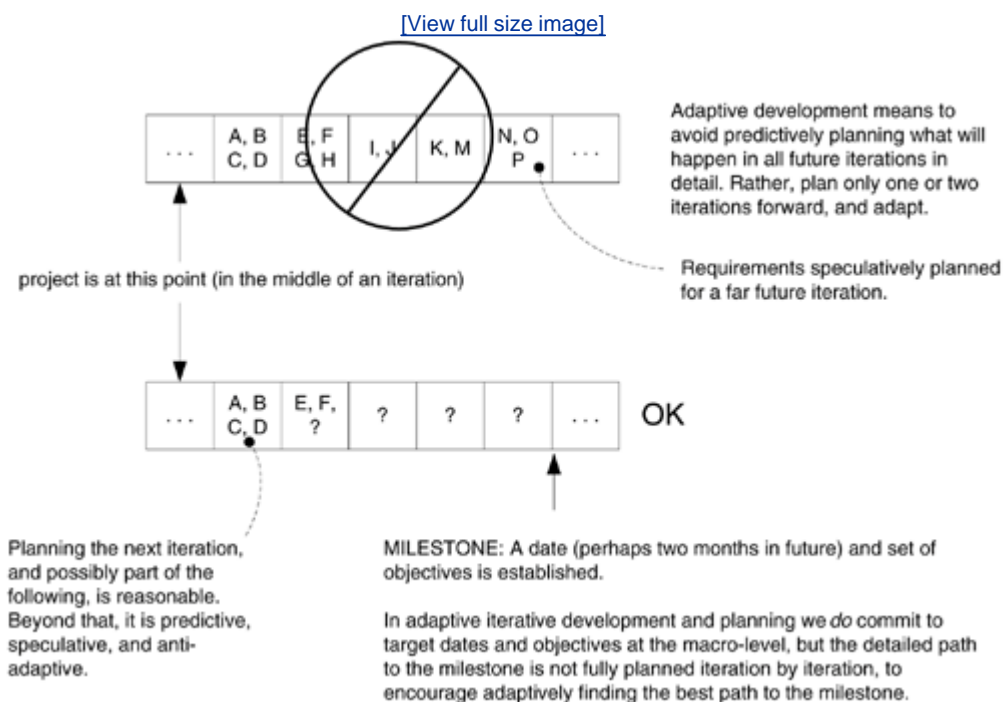 [View full size image]
. . .
A, B
C, D
E, F
G, H
I, J
K, M
N, O
P
. . .
Adaptive development means to
avoid predictively planning what will
happen in all future iterations in
detail. Rather, plan only one or two
iterations forward, and adapt.
Requirements speculatively planned
for a far future iteration.
project is at this point (in the middle of an iteration)
. . .
A, B
C, D
E, F,
?
?
?
?
. . .
OK
Planning the next iteration,
and possibly part of the
following, is reasonable.
Beyond that, it is predictive,
speculative, and anti-
adaptive.
MILESTONE: A date (perhaps two months in future) and set of
objectives is established.
In adaptive iterative development and planning we do commit to
target dates and objectives at the macro-level, but the detailed path
to the milestone is not fully planned iteration by iteration, to
encourage adaptively finding the best path to the milestone.